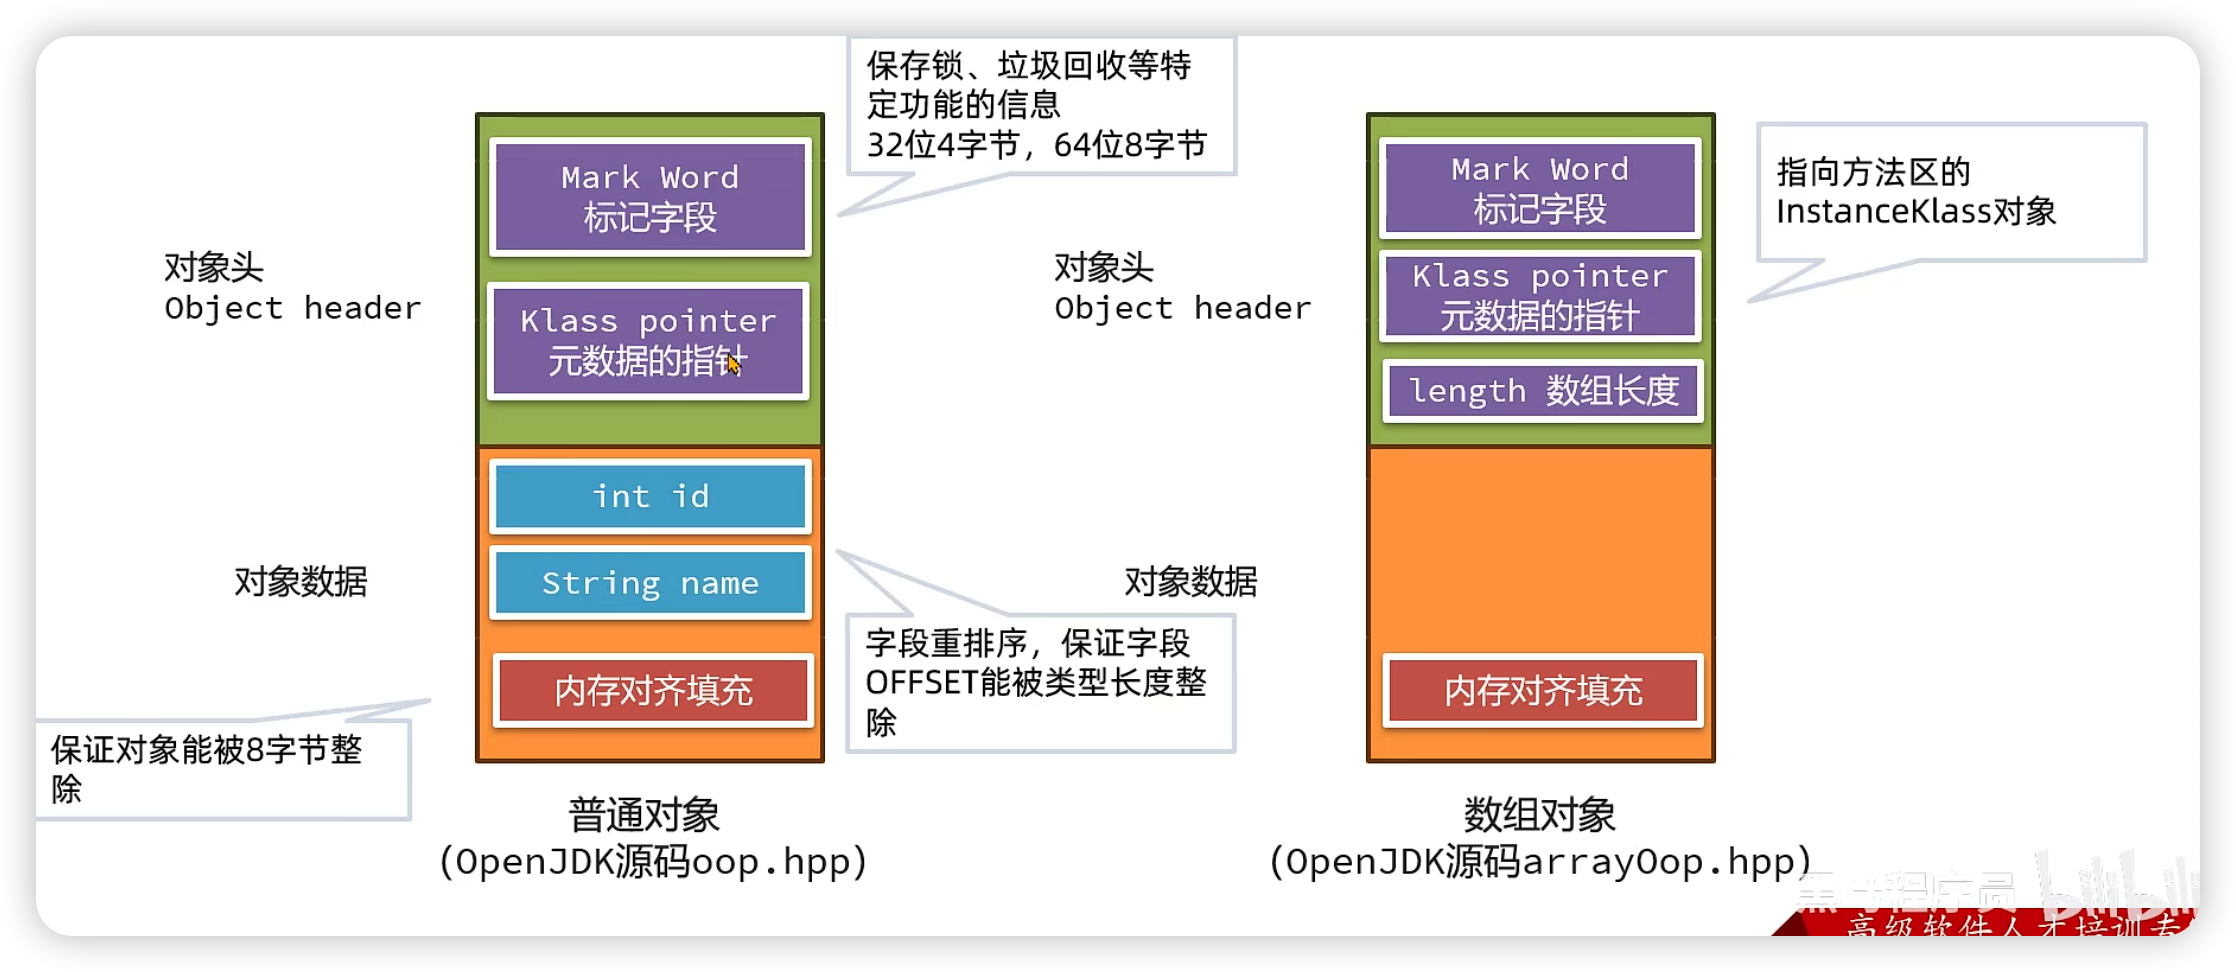 保存锁、垃圾回收等特
定功能的信息
32位4字节，64位8字节
Mark Word
标记字段
对象头
Object header
Klass pointer
元数据的指针
int id
String name
对象数据
内存对齐填充
字段重排序，保证字段
OFFSET能被类型长度整
除
保证对象能被8字节整
除
普通对象
(OpenJDK源码oop.hpp)
Mark Word
标记字段
指向方法区的
InstanceKlass对象
对象头
Object header
Klass pointer
元数据的指针
length 数组长度
对象数据
内存对齐填充
数组对象
(OpenJDK源码arrayOop.hpp)
黑马程序员 bilibili
高级软件人才培训专